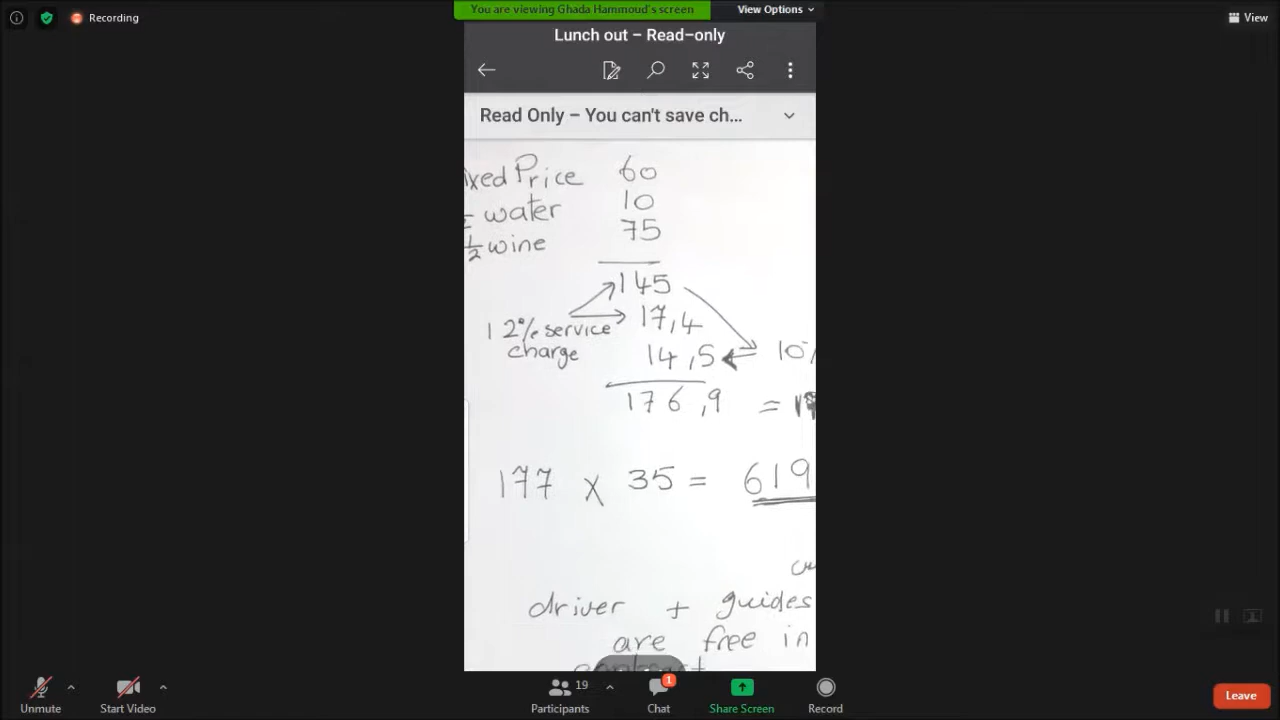 Recording
You are viewing Ghada Hammoud's screen
View Options
View
Lunch out – Read–only
Read Only – You can't save ch...
ixed Price 60
water 10
½ wine 75
145
12% service charge
17,4
14,5 10%
176,9 =
177 x 35 = 619
driver + guides
are free in
Unmute
Start Video
19
Participants
1
Chat
Share Screen
Record
Leave